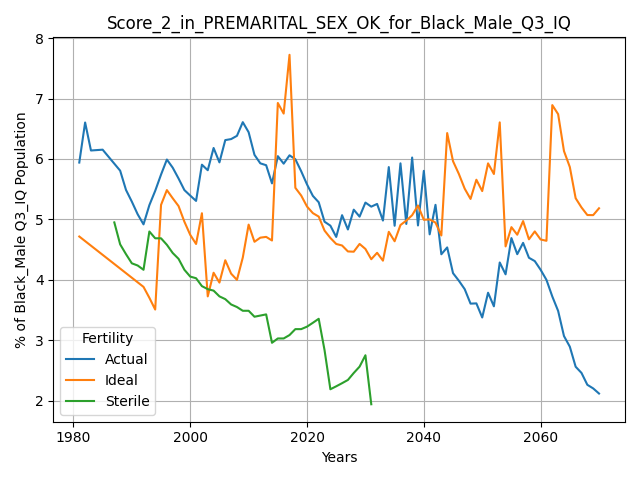 Score_2_in_PREMARITAL_SEX_OK_for_Black_Male_Q3_IQ
8
7
6
5
4
3
2
% of Black_Male Q3_IQ Population
Fertility
Actual
Ideal
Sterile
1980
2000
2020
2040
2060
Years